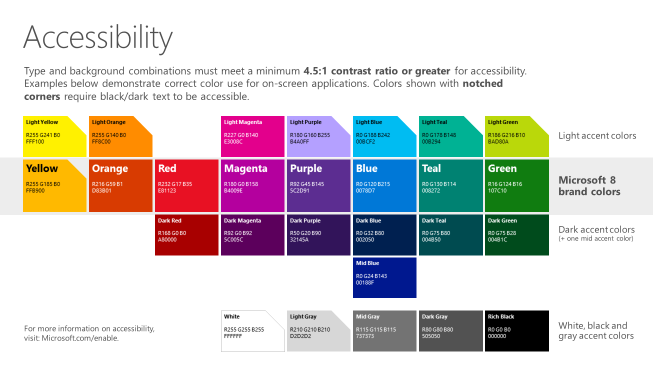 Accessibility
Type and background combinations must meet a minimum 4.5:1 contrast ratio or greater for accessibility.
Examples below demonstrate correct color use for on-screen applications. Colors shown with notched
corners require black/dark text to be accessible.
Light Yellow
R255 G241 B0
FFF100
Light Orange
R255 G140 B0
FF8C00
Light Magenta
R227 G0 B140
E3008C
Light Purple
R180 G160 B255
B4A0FF
Light Blue
R0 G188 B242
00BCF2
Light Teal
R0 G178 B148
00B294
Light Green
R186 G216 B10
BAD80A
Light accent colors
Yellow
R255 G185 B0
FFB900
Orange
R216 G59 B1
D83B01
Red
R232 G17 B35
E81123
Magenta
R180 G0 B158
B4009E
Purple
R92 G45 B145
5C2D91
Blue
R0 G120 B215
0078D7
Teal
R0 G130 B114
008272
Green
R16 G124 B16
107C10
Microsoft 8
brand colors
Dark Red
R168 G0 B0
A80000
Dark Magenta
R92 G0 B92
5C005C
Dark Purple
R50 G20 B90
32145A
Dark Blue
R0 G32 B80
002050
Dark Teal
R0 G75 B80
004B50
Dark Green
R0 G75 B28
004B1C
Dark accent colors
(+ one mid accent color)
Mid Blue
R0 G24 B143
00188F
For more information on accessibility,
visit: Microsoft.com/enable.
White
R255 G255 B255
FFFFFF
Light Gray
R210 G210 B210
D2D2D2
Mid Gray
R115 G115 B115
737373
Dark Gray
R80 G80 B80
505050
Rich Black
R0 G0 B0
000000
White, black and
gray accent colors